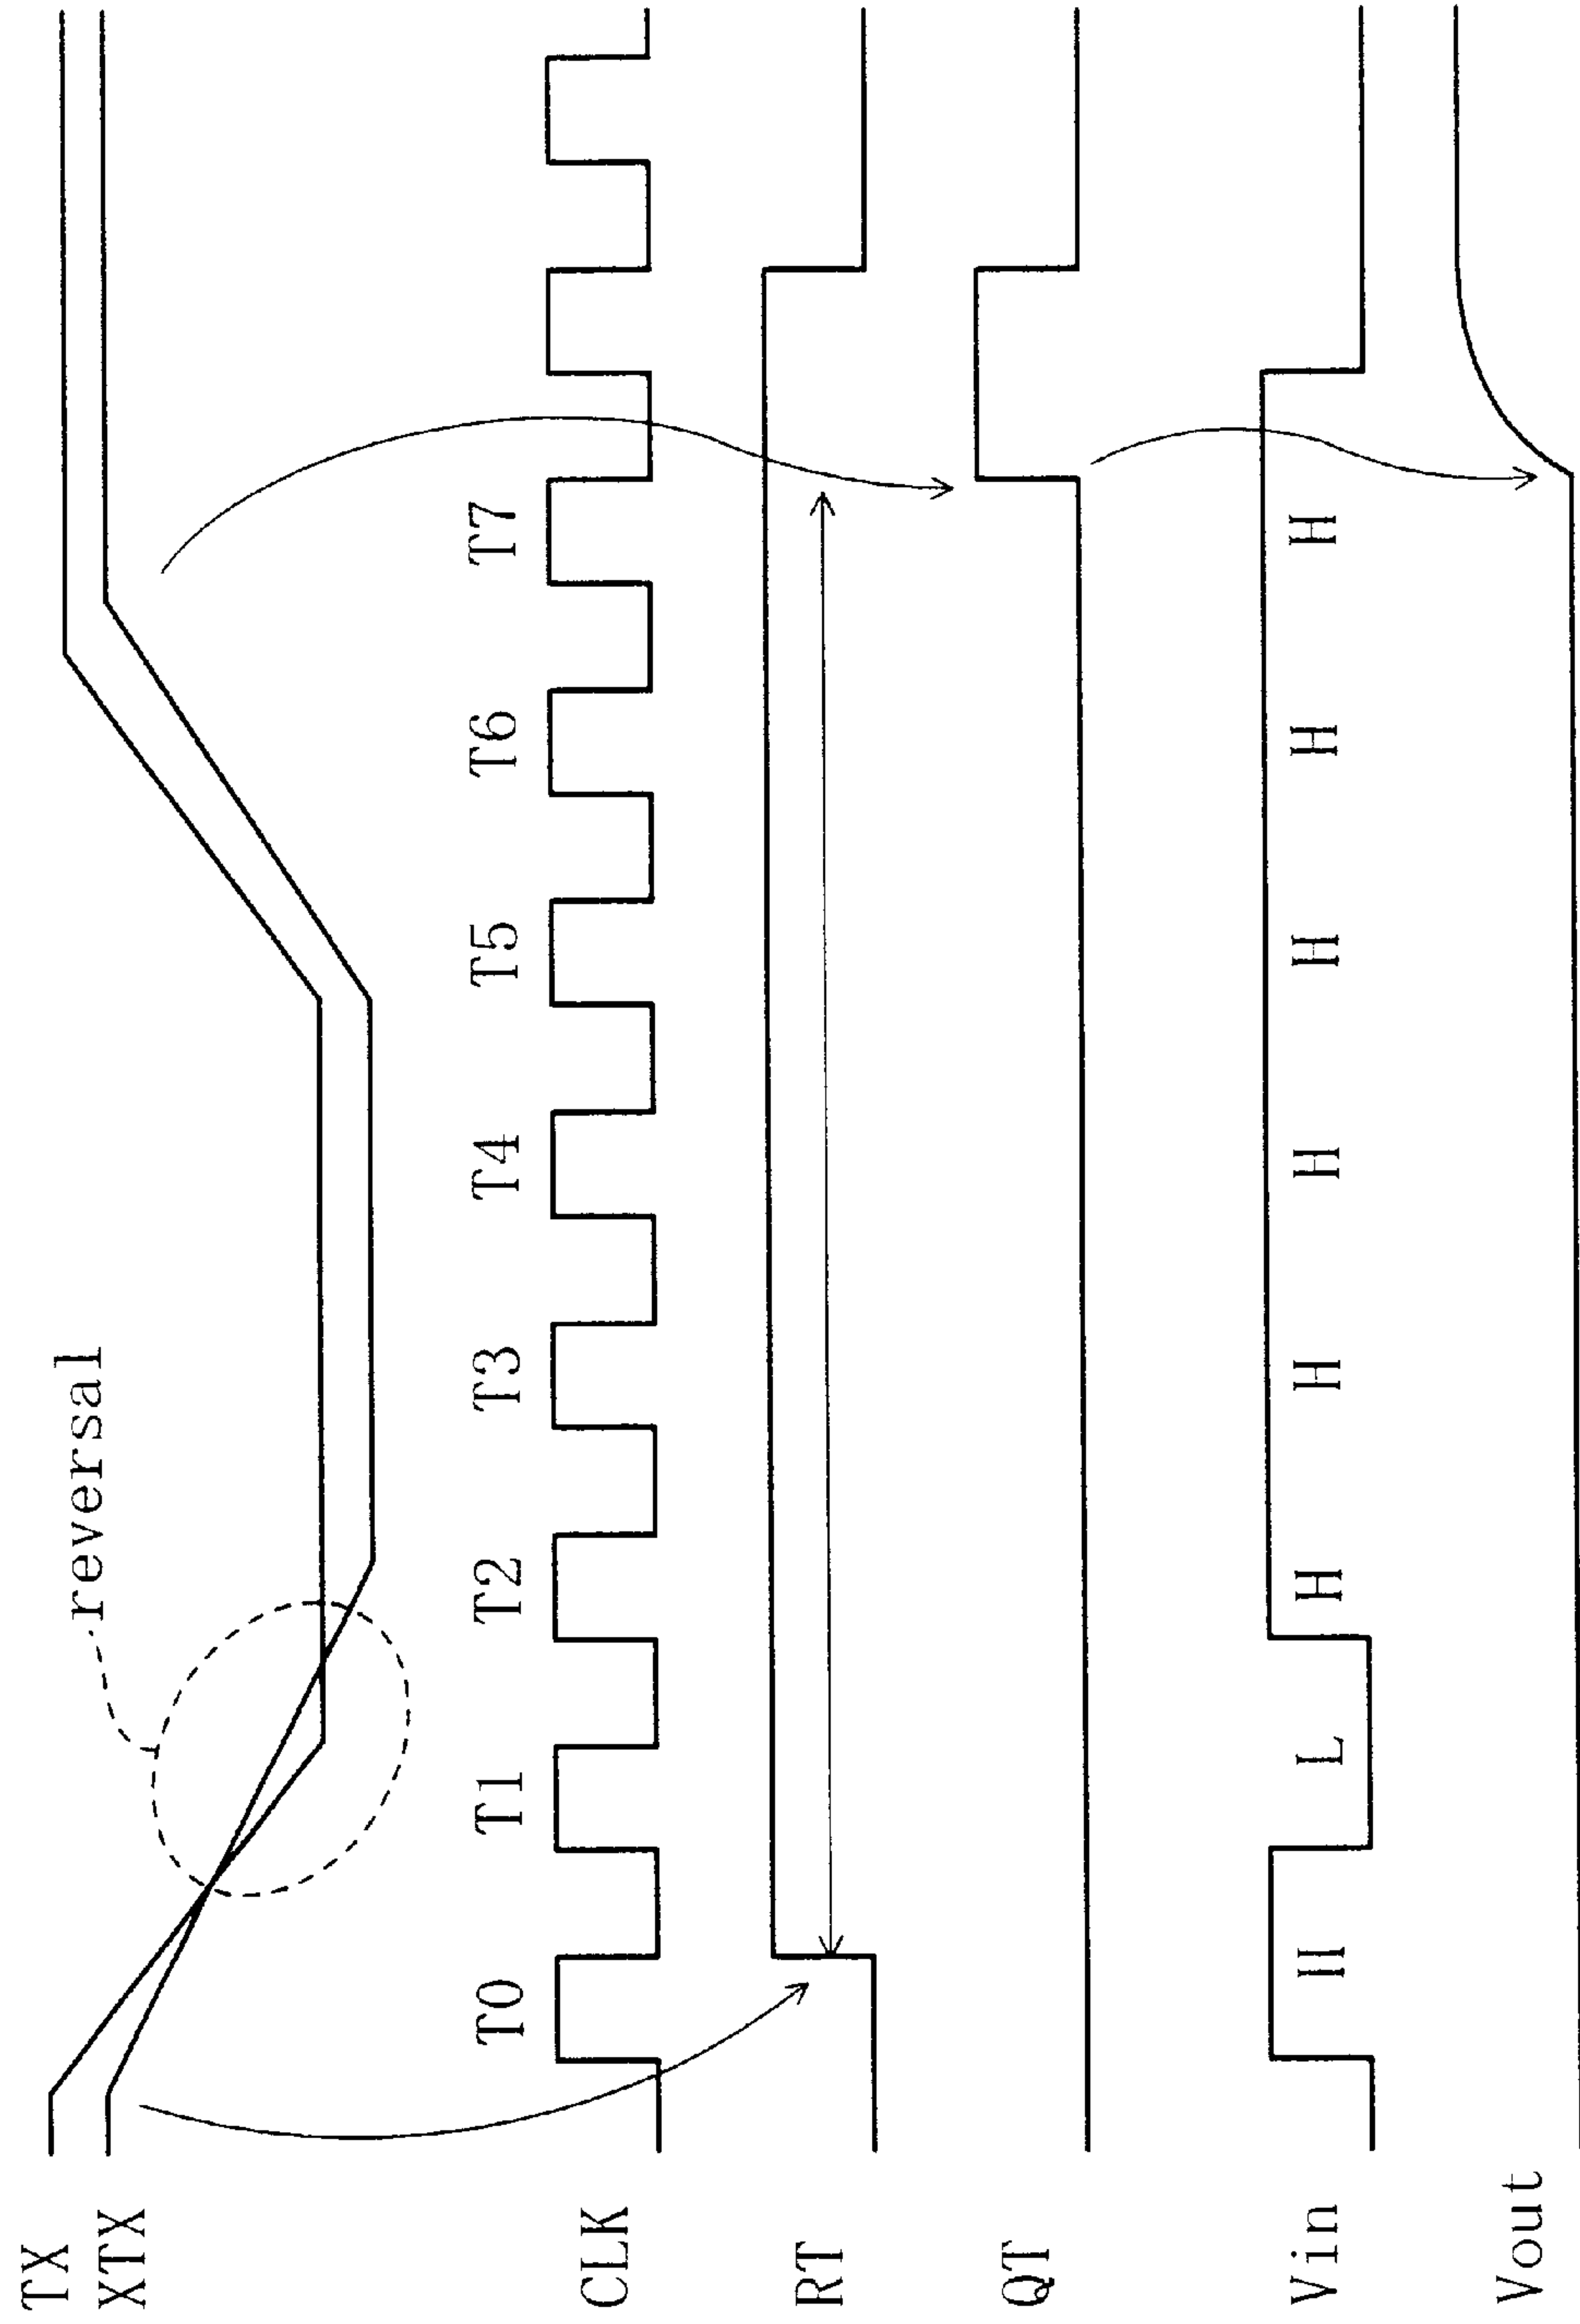 TX
XTX
reversal
T0 T1 T2 T3 T4 T5 T6 T7
CLK
RT
QT
Vin H L H H H H H H
Vout